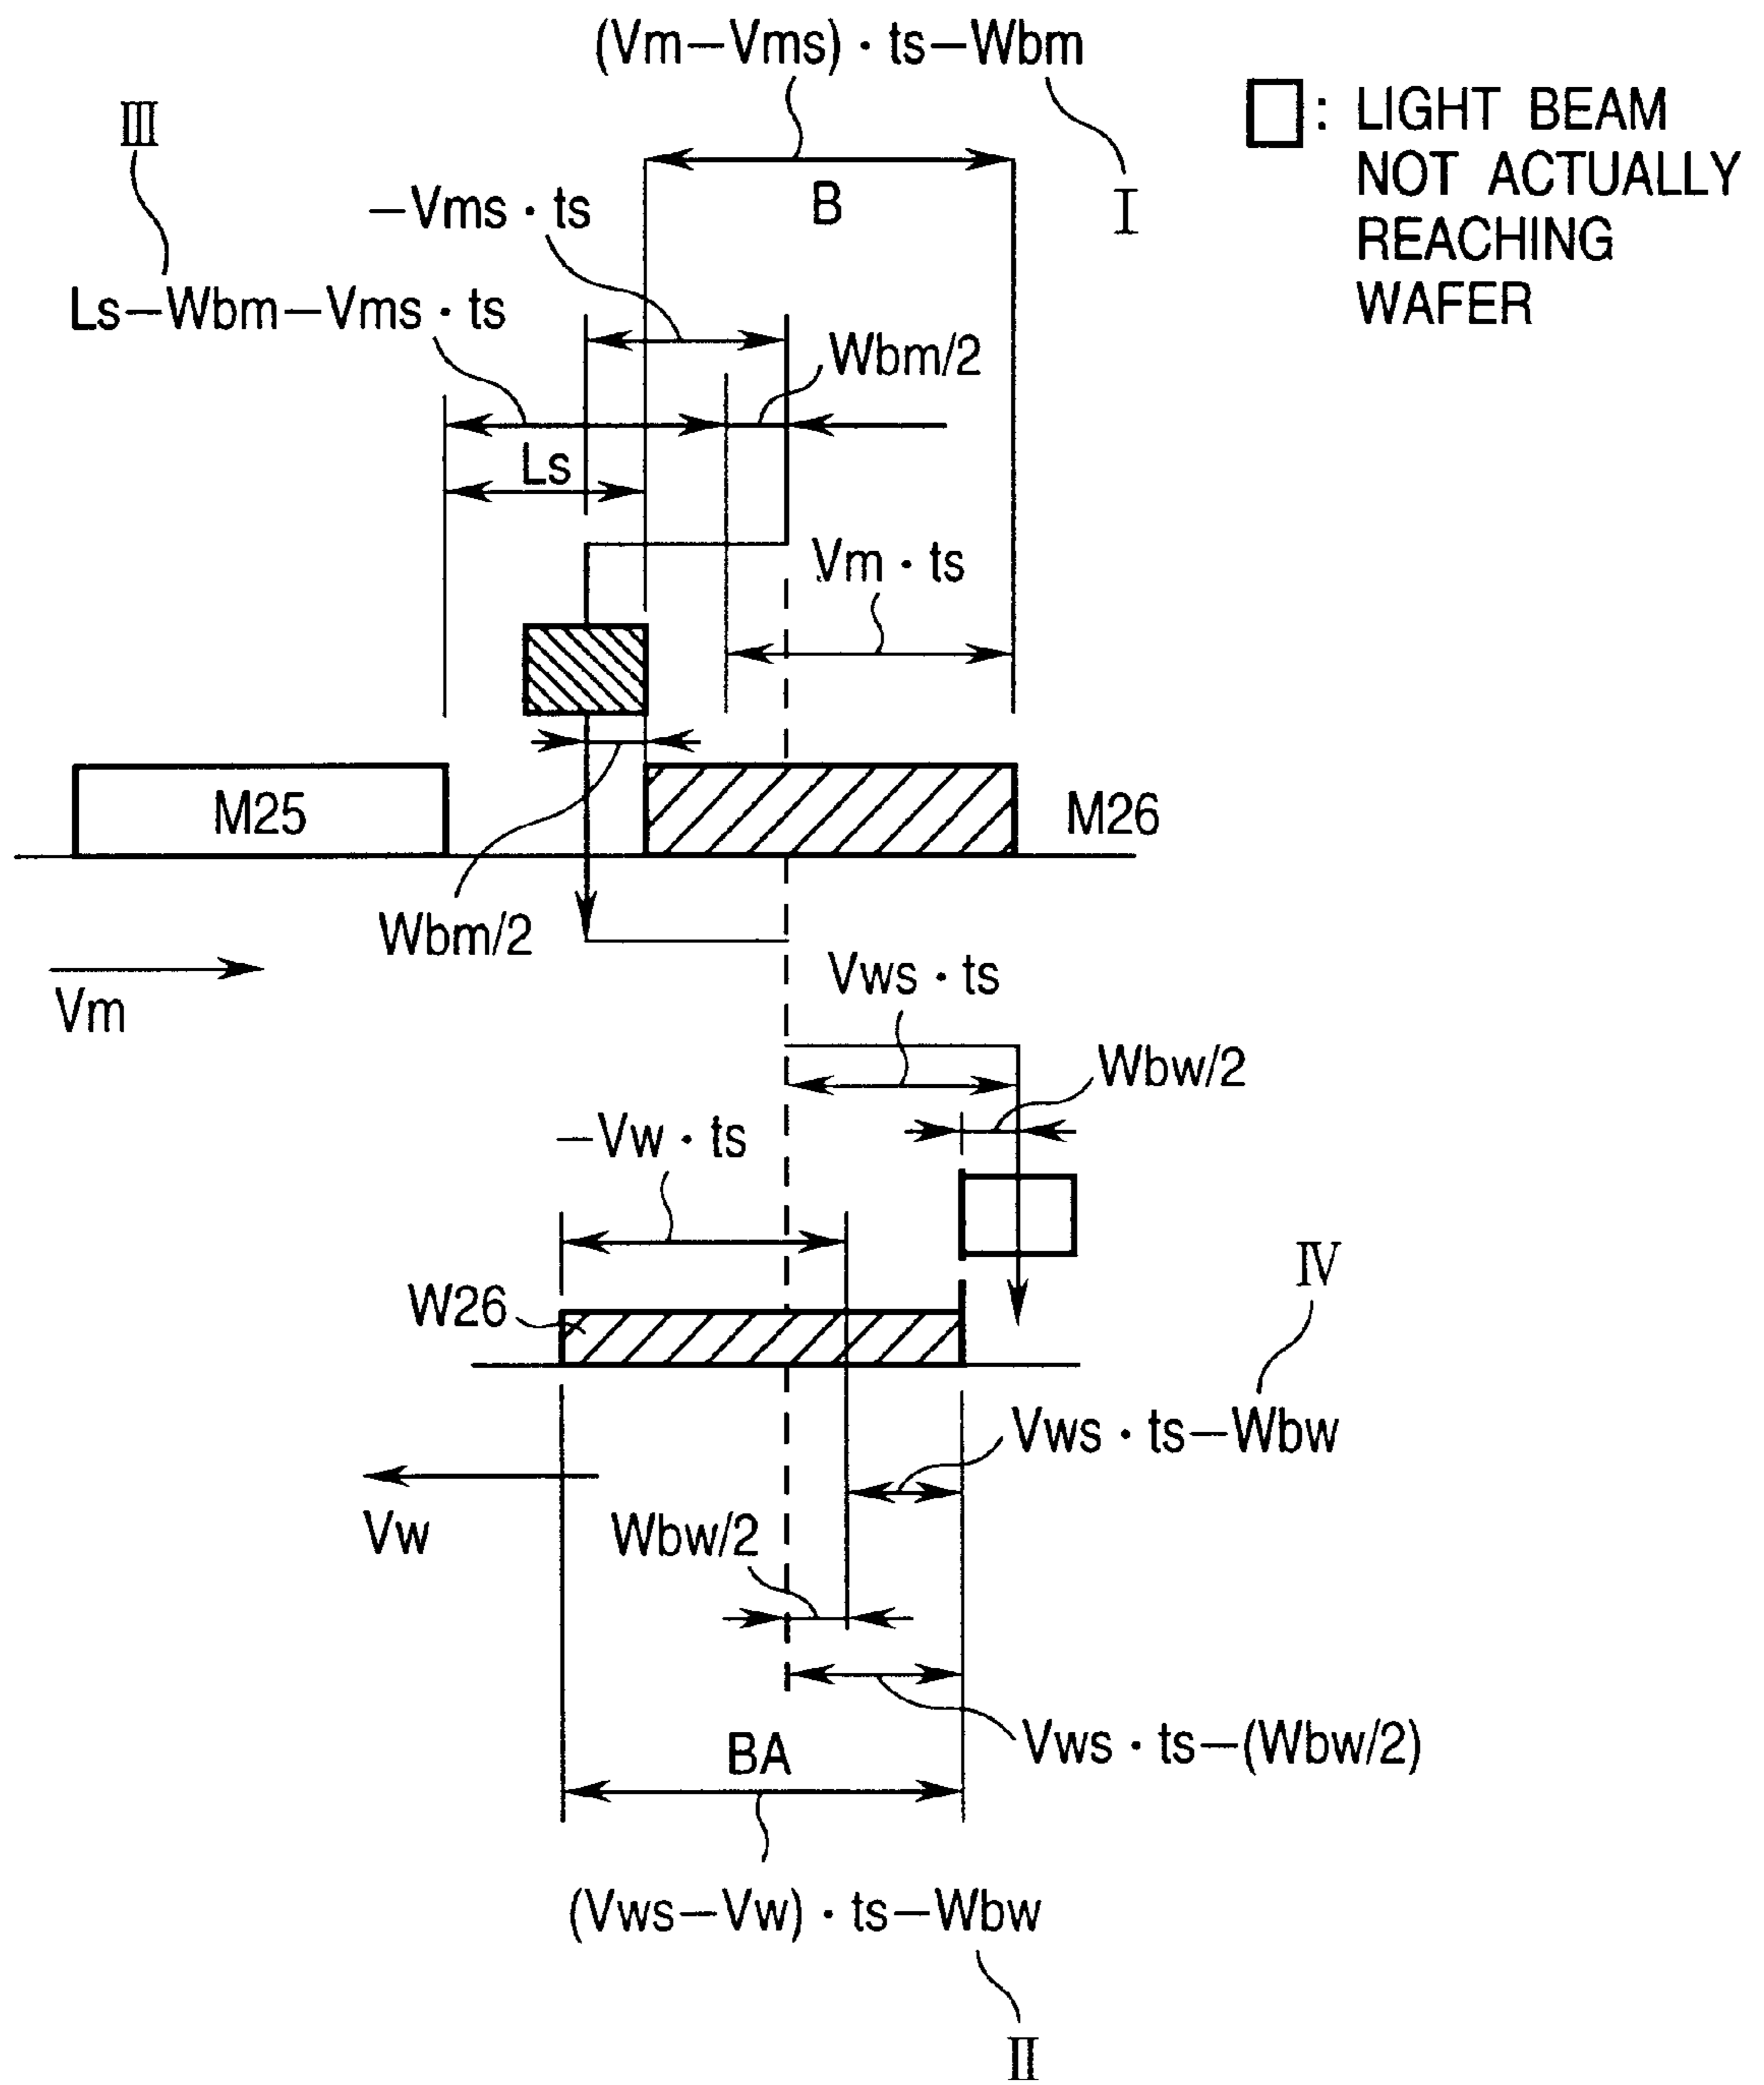 (Vm−Vms)・ts−Wbm
□: LIGHT BEAM
NOT ACTUALLY
REACHING
WAFER
III
I
B
−Vms・ts
Ls−Wbm−Vms・ts
Wbm/2
Ls
Vm・ts
M25
M26
Wbm/2
Vm
Vws・ts
Wbw/2
−Vw・ts
IV
W26
Vws・ts−Wbw
Vw
Wbw/2
Vws・ts−(Wbw/2)
BA
(Vws−Vw)・ts−Wbw
II